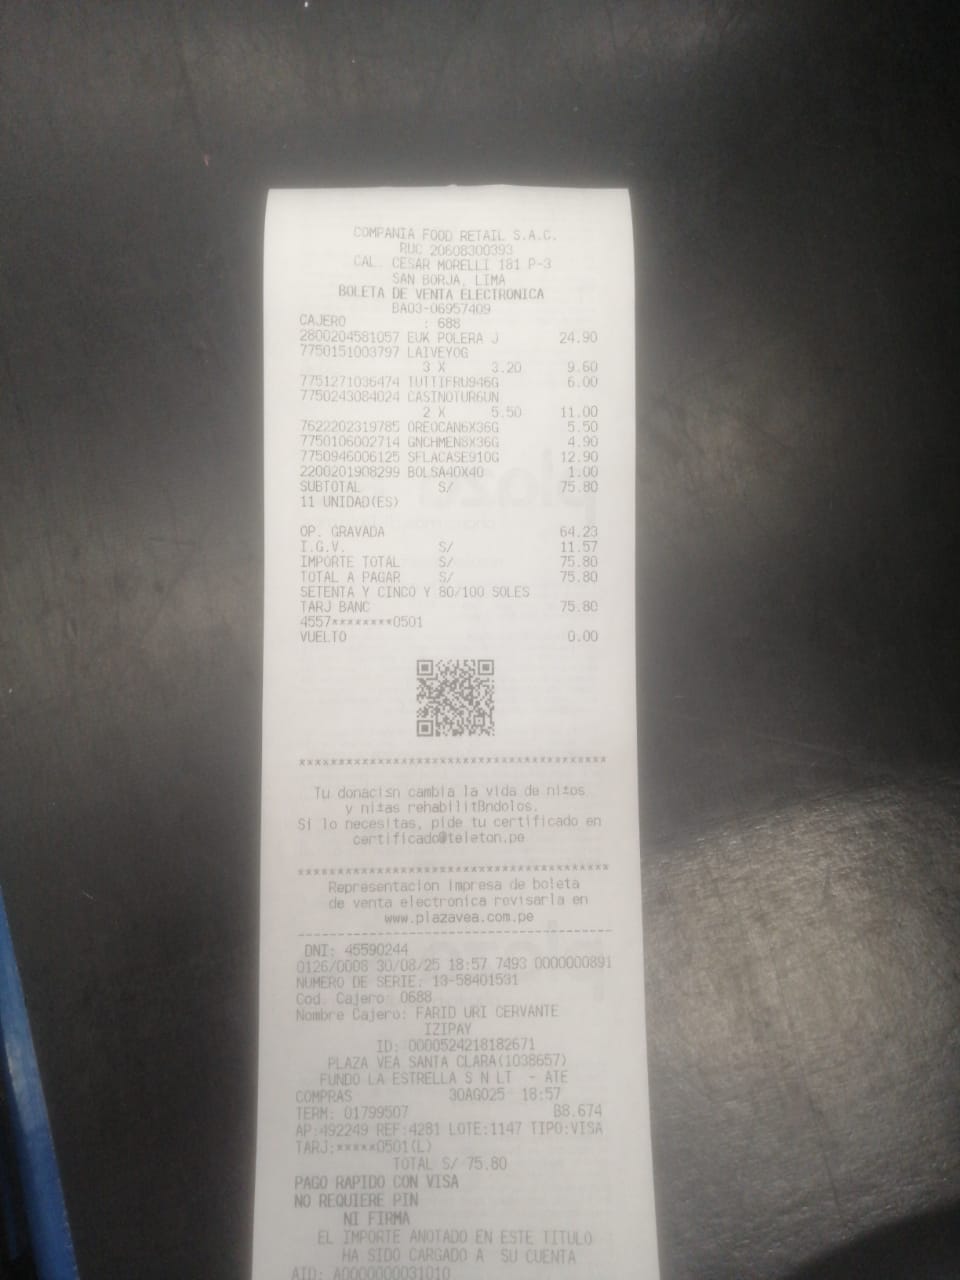 COMPANIA FOOD RETAIL S.A.C.
RUC 20608300393
CAL. CESAR MORELLI 181 P-3
SAN BORJA, LIMA
BOLETA DE VENTA ELECTRONICA
BA03-06957409
CAJERO : 688
2800204581057 EUK POLERA J 24.90
7750151003797 LAIVEYOG
3 X 3.20 9.60
7751271036474 TUTTIFRU946G 6.00
7750243084024 CASINOTUR6UN
2 X 5.50 11.00
7622202319785 OREOCAN6X36G 5.50
7750106002714 GNCHMEN8X36G 4.90
7750946006125 SFLACASE910G 12.90
2200201908299 BOLSA40X40 1.00
SUBTOTAL S/ 75.80
11 UNIDAD(ES)
OP. GRAVADA 64.23
I.G.V. S/ 11.57
IMPORTE TOTAL S/ 75.80
TOTAL A PAGAR S/ 75.80
SETENTA Y CINCO Y 80/100 SOLES
TARJ BANC 75.80
4557********0501
VUELTO 0.00
Tu donacisn cambia la vida de ni±os
y ni±as rehabilitßndolos.
Si lo necesitas, pide tu certificado en
certificado@teleton.pe
Representacion impresa de boleta
de venta electronica revisarla en
www.plazavea.com.pe
DNI: 45590244
0126/0008 30/08/25 18:57 7493 0000000891
NUMERO DE SERIE: 13-58401531
Cod. Cajero: 0688
Nombre Cajero: FARID URI CERVANTE
IZIPAY
ID: 0000524218182671
PLAZA VEA SANTA CLARA(1038657)
FUNDO LA ESTRELLA S N LT - ATE
COMPRAS 30AGO25 18:57
TERM: 01799507 B8.674
AP:492249 REF:4281 LOTE:1147 TIPO:VISA
TARJ:*****0501(L)
TOTAL S/ 75.80
PAGO RAPIDO CON VISA
NO REQUIERE PIN
NI FIRMA
EL IMPORTE ANOTADO EN ESTE TITULO
HA SIDO CARGADO A SU CUENTA
AID: A0000000031010